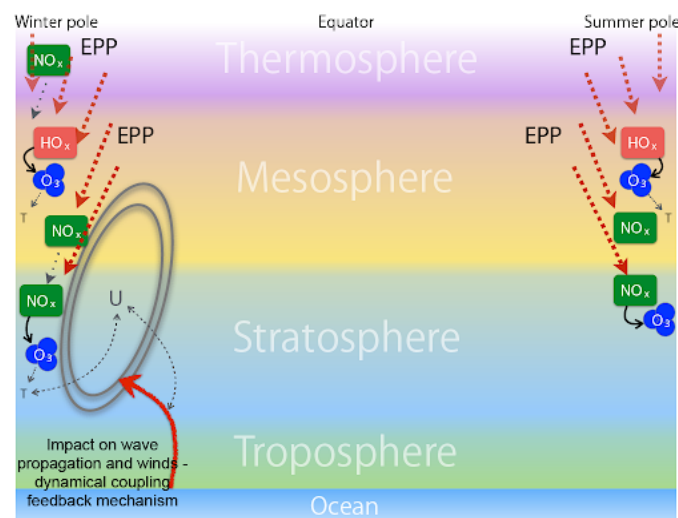 Winter pole
Equator
Summer pole
EPP
EPP
NOx
Thermosphere
EPP
EPP
HOx
HOx
O3
O3
Mesosphere
T
T
NOx
NOx
NOx
NOx
U
O3
O3
Stratosphere
T
Impact on wave
propagation and winds -
dynamical coupling
feedback mechanism
Troposphere
Ocean